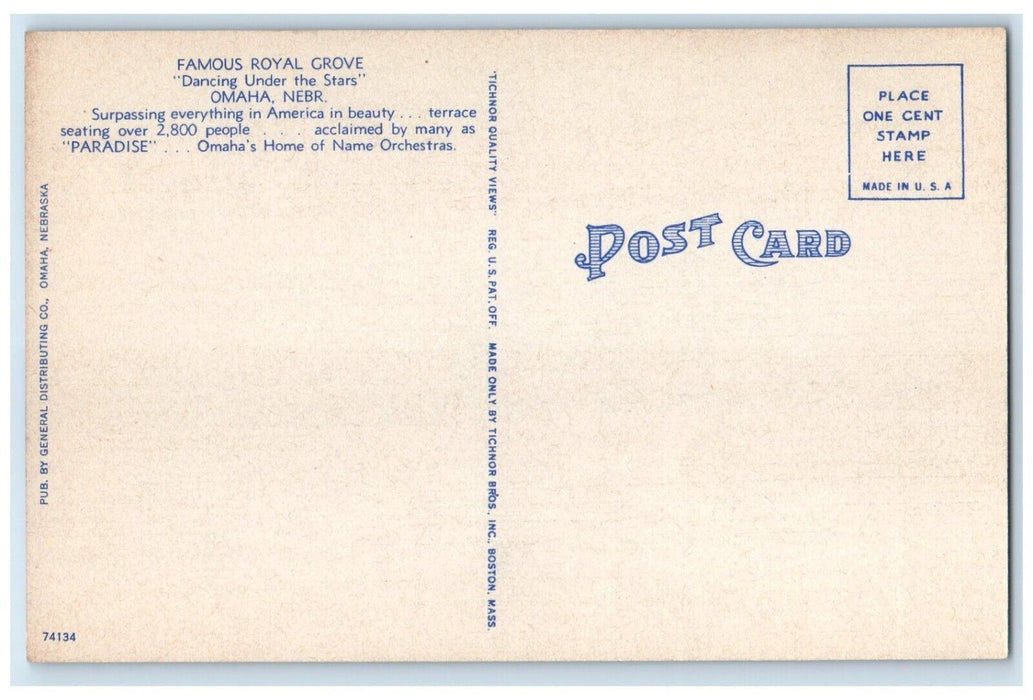 FAMOUS ROYAL GROVE
"Dancing Under the Stars"
OMAHA, NEBR.
Surpassing everything in America in beauty . . . terrace
seating over 2,800 people . . . acclaimed by many as
"PARADISE" . . . Omaha's Home of Name Orchestras.
PUB. BY GENERAL DISTRIBUTING CO., OMAHA, NEBRASKA
74134
"TICHNOR QUALITY VIEWS" REG. U. S. PAT. OFF. MADE ONLY BY TICHNOR BROS., INC., BOSTON, MASS.
POST CARD
PLACE
ONE CENT
STAMP
HERE
MADE IN U. S. A